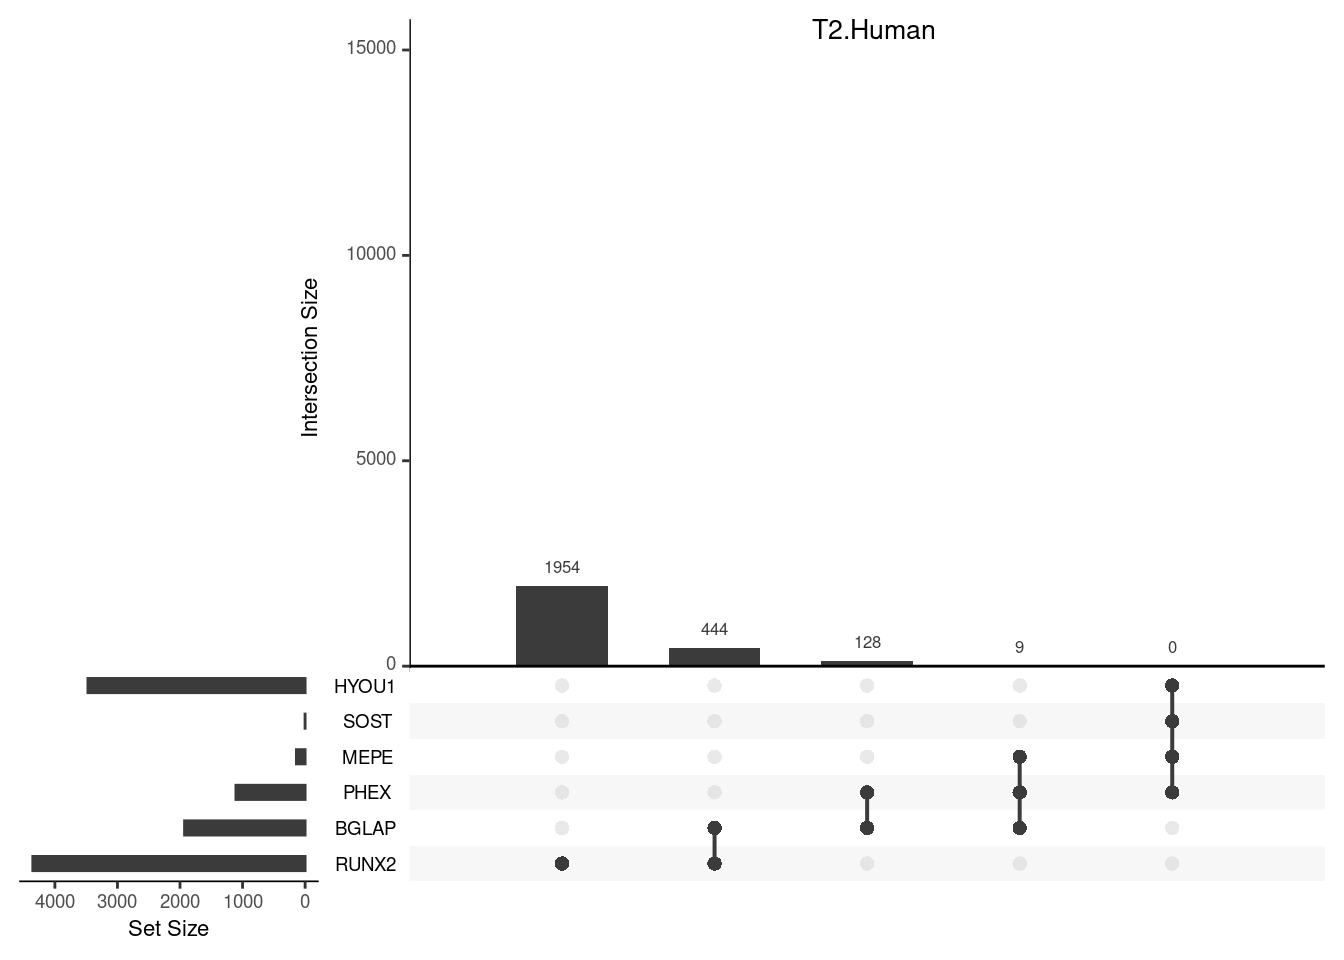 T2.Human
15000
10000
5000
0
Intersection Size
1954
444
128
9
0
HYOU1
SOST
MEPE
PHEX
BGLAP
RUNX2
4000 3000 2000 1000 0
Set Size